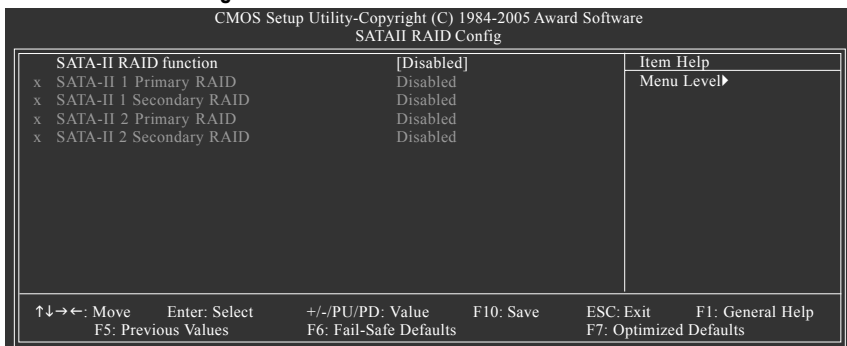 CMOS Setup Utility-Copyright (C) 1984-2005 Award Software
SATAII RAID Config
SATA-II RAID function [Disabled] Item Help
x SATA-II 1 Primary RAID Disabled Menu Level▶
x SATA-II 1 Secondary RAID Disabled
x SATA-II 2 Primary RAID Disabled
x SATA-II 2 Secondary RAID Disabled
↑↓→←: Move Enter: Select +/-/PU/PD: Value F10: Save ESC: Exit F1: General Help
F5: Previous Values F6: Fail-Safe Defaults F7: Optimized Defaults